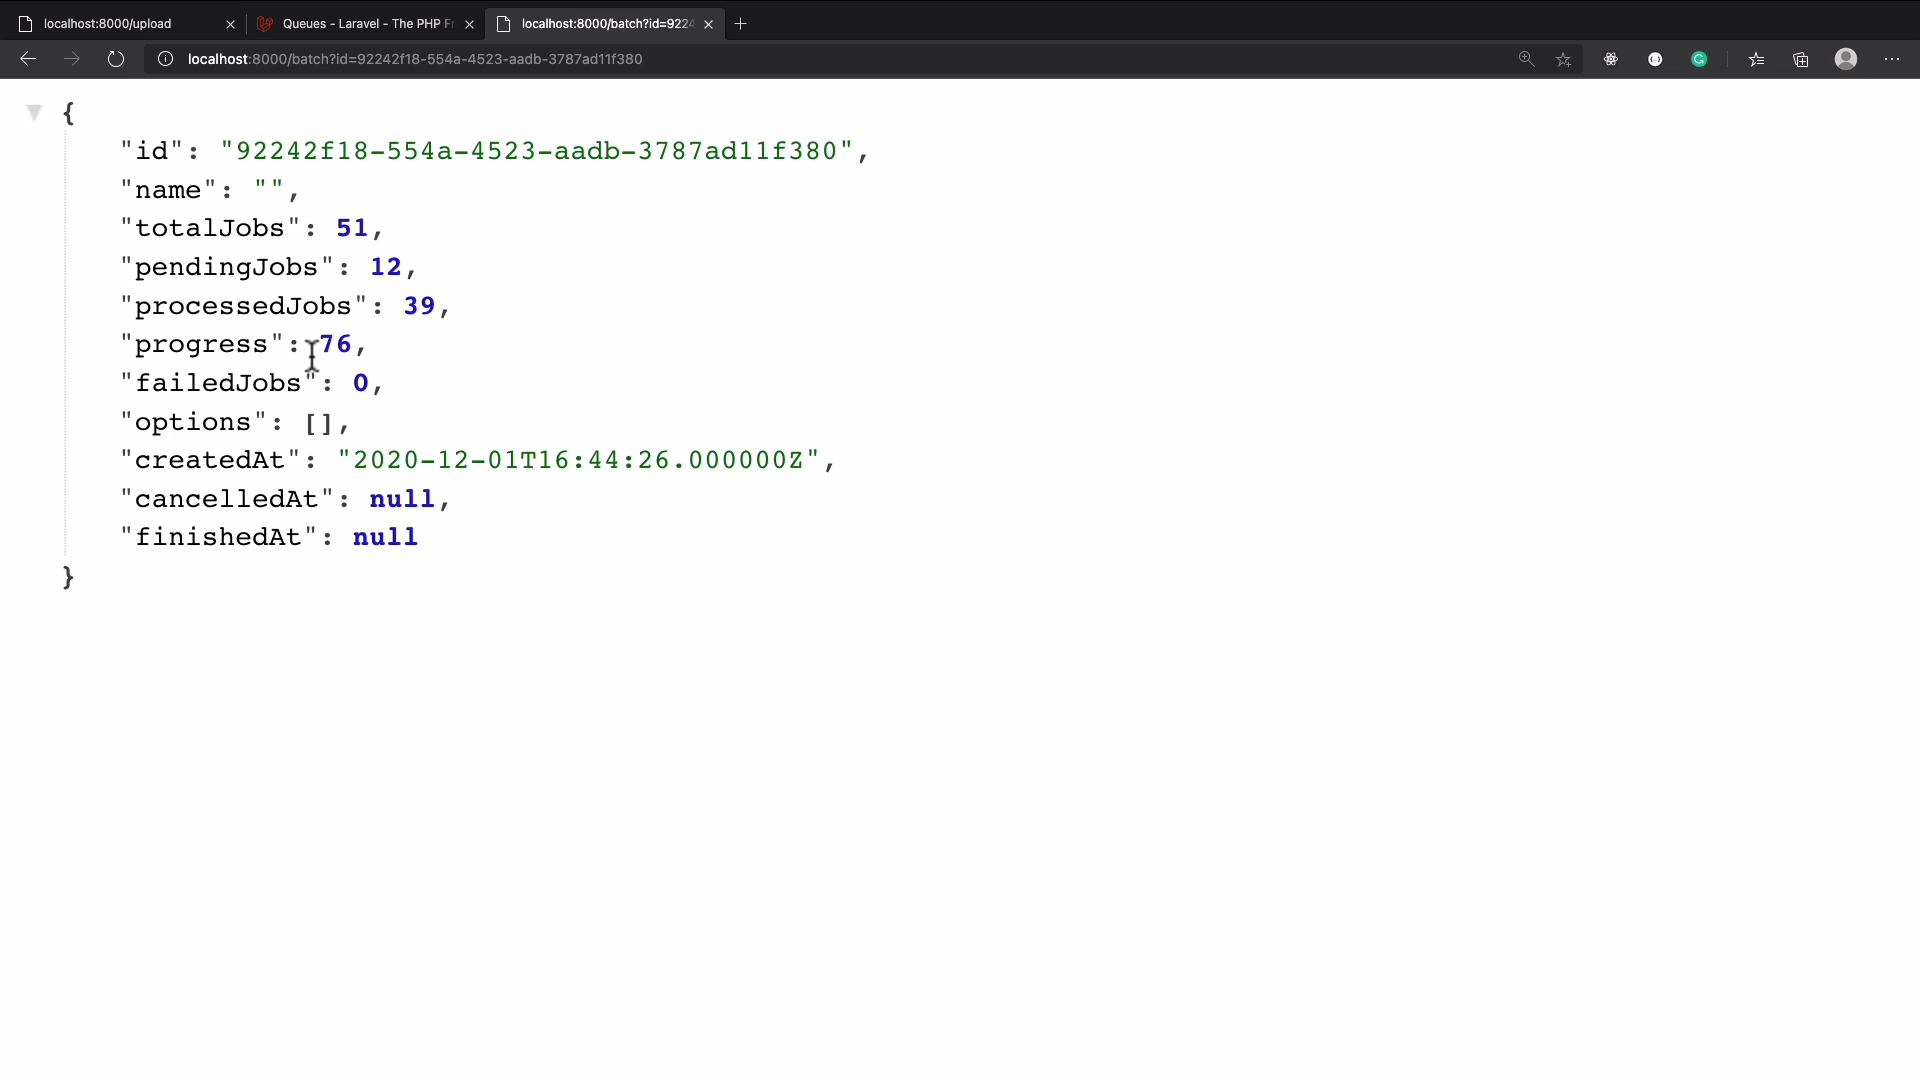 localhost:8000/upload
Queues - Laravel - The PHP Fr
localhost:8000/batch?id=9224
localhost:8000/batch?id=92242f18-554a-4523-aadb-3787ad11f380
{
"id": "92242f18-554a-4523-aadb-3787ad11f380",
"name": "",
"totalJobs": 51,
"pendingJobs": 12,
"processedJobs": 39,
"progress": 76,
"failedJobs": 0,
"options": [],
"createdAt": "2020-12-01T16:44:26.000000Z",
"cancelledAt": null,
"finishedAt": null
}